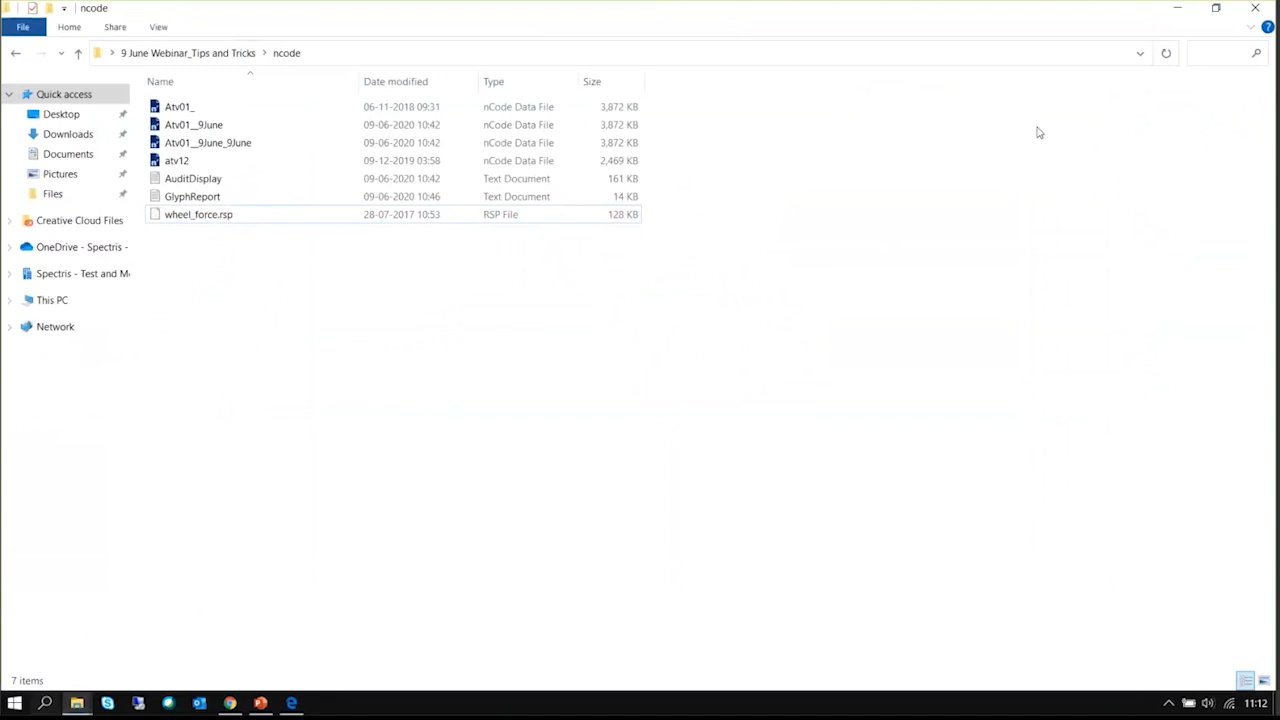 ncode
File Home Share View
9 June Webinar_Tips and Tricks ncode
Name Date modified Type Size
Quick access
Desktop
Downloads
Documents
Pictures
Files
Creative Cloud Files
OneDrive - Spectris -
Spectris - Test and Me
This PC
Network
Atv01_ 06-11-2018 09:31 nCode Data File 3,872 KB
Atv01__9June 09-06-2020 10:42 nCode Data File 3,872 KB
Atv01__9June_9June 09-06-2020 10:42 nCode Data File 3,872 KB
atv12 09-12-2019 03:58 nCode Data File 2,469 KB
AuditDisplay 09-06-2020 10:42 Text Document 161 KB
GlyphReport 09-06-2020 10:46 Text Document 14 KB
wheel_force.rsp 28-07-2017 10:53 RSP File 128 KB
7 items
11:12